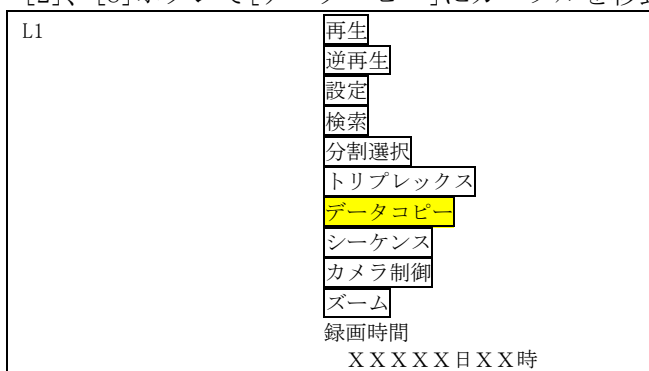 L1
再生
逆再生
設定
検索
分割選択
トリプレックス
データコピー
シーケンス
カメラ制御
ズーム
録画時間
ＸＸＸＸＸ日ＸＸ時